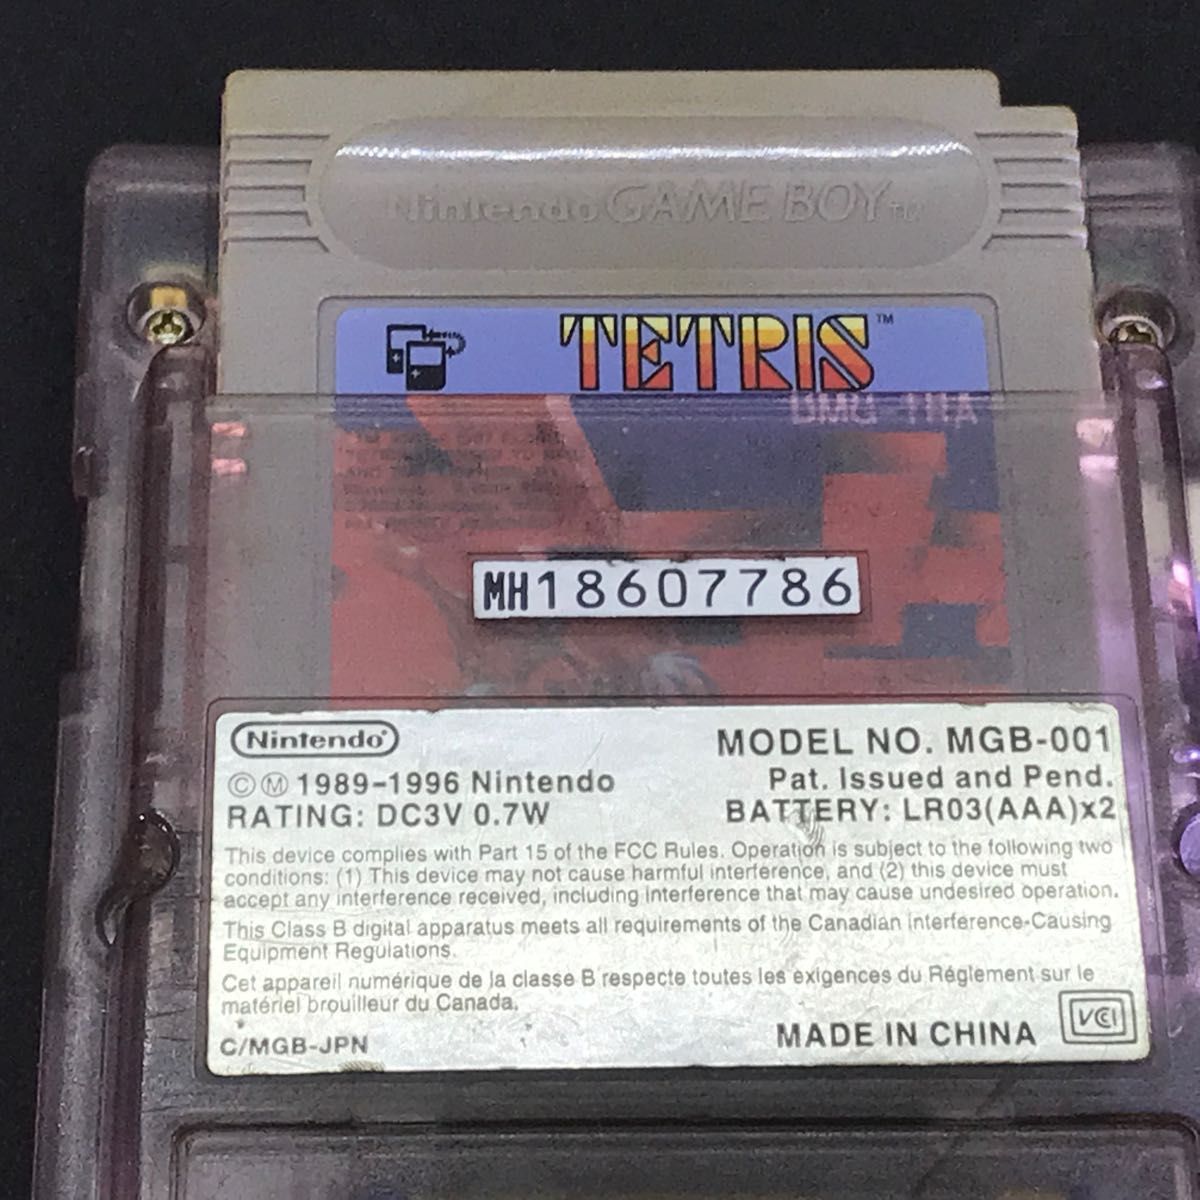 Nintendo GAME BOY™
TETRIS™
DMG-TRA
MH18607786
Nintendo®
MODEL NO. MGB-001
ⒸⓂ 1989-1996 Nintendo
Pat. Issued and Pend.
RATING: DC3V 0.7W
BATTERY: LR03(AAA)x2
This device complies with Part 15 of the FCC Rules. Operation is subject to the following two
conditions: (1) This device may not cause harmful interference, and (2) this device must
accept any interference received, including interference that may cause undesired operation.
This Class B digital apparatus meets all requirements of the Canadian Interference-Causing
Equipment Regulations.
Cet appareil numérique de la classe B respecte toutes les exigences du Réglement sur le
matériel brouilleur du Canada.
C/MGB-JPN
MADE IN CHINA
VCI